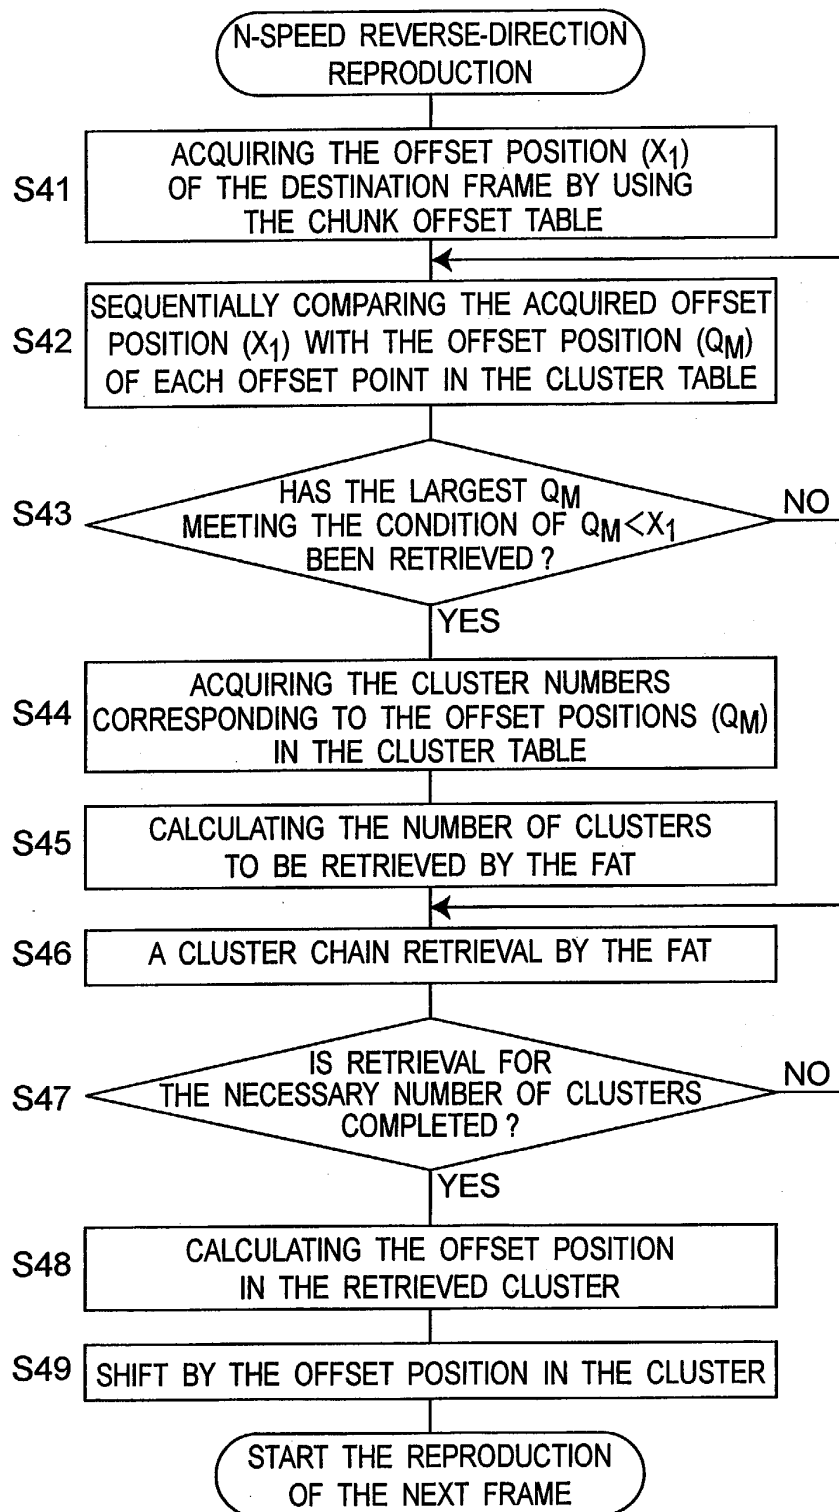 N-SPEED REVERSE-DIRECTION
REPRODUCTION
S41
ACQUIRING THE OFFSET POSITION (X1)
OF THE DESTINATION FRAME BY USING
THE CHUNK OFFSET TABLE
S42
SEQUENTIALLY COMPARING THE ACQUIRED OFFSET
POSITION (X1) WITH THE OFFSET POSITION (QM)
OF EACH OFFSET POINT IN THE CLUSTER TABLE
S43
HAS THE LARGEST QM
MEETING THE CONDITION OF QM<X1
BEEN RETRIEVED ?
NO
YES
S44
ACQUIRING THE CLUSTER NUMBERS
CORRESPONDING TO THE OFFSET POSITIONS (QM)
IN THE CLUSTER TABLE
S45
CALCULATING THE NUMBER OF CLUSTERS
TO BE RETRIEVED BY THE FAT
S46
A CLUSTER CHAIN RETRIEVAL BY THE FAT
S47
IS RETRIEVAL FOR
THE NECESSARY NUMBER OF CLUSTERS
COMPLETED ?
NO
YES
S48
CALCULATING THE OFFSET POSITION
IN THE RETRIEVED CLUSTER
S49
SHIFT BY THE OFFSET POSITION IN THE CLUSTER
START THE REPRODUCTION
OF THE NEXT FRAME